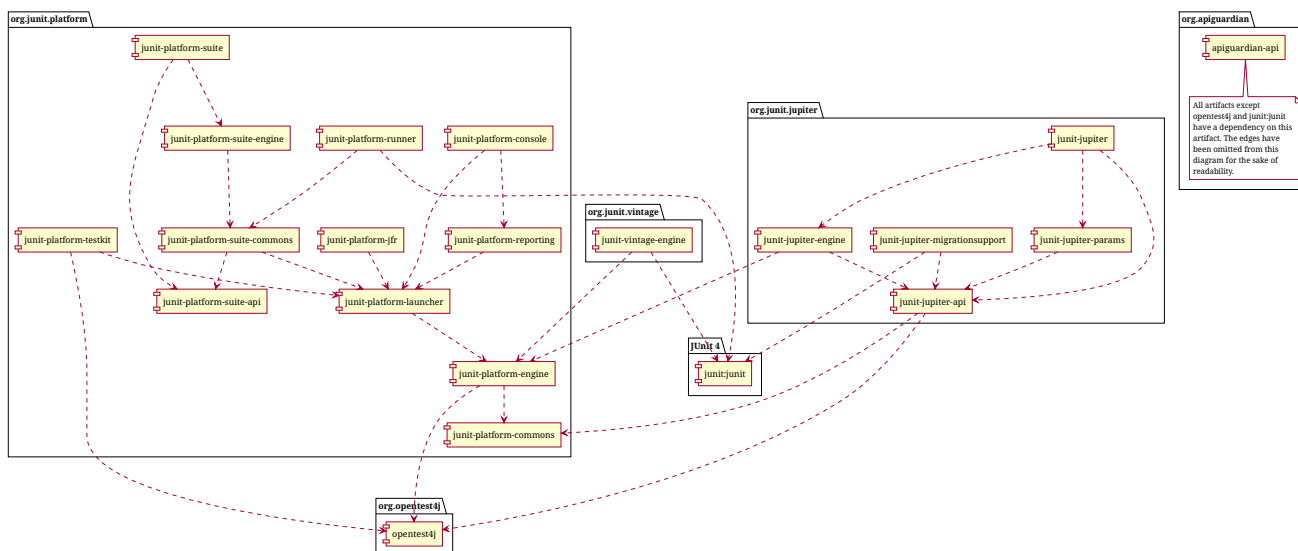 org.junit.platform
org.apiguardian
junit-platform-suite
apiguardian-api
All artifacts except
opentest4j and junit:junit
have a dependency on this
artifact. The edges have
been omitted from this
diagram for the sake of
readability.
org.junit.jupiter
junit-platform-suite-engine
junit-platform-runner
junit-platform-console
junit-jupiter
org.junit.vintage
junit-platform-testkit
junit-platform-suite-commons
junit-platform-jfr
junit-platform-reporting
junit-vintage-engine
junit-jupiter-engine
junit-jupiter-migrationsupport
junit-jupiter-params
junit-platform-suite-api
junit-platform-launcher
junit-jupiter-api
JUnit 4
junit-platform-engine
junit:junit
junit-platform-commons
org.opentest4j
opentest4j